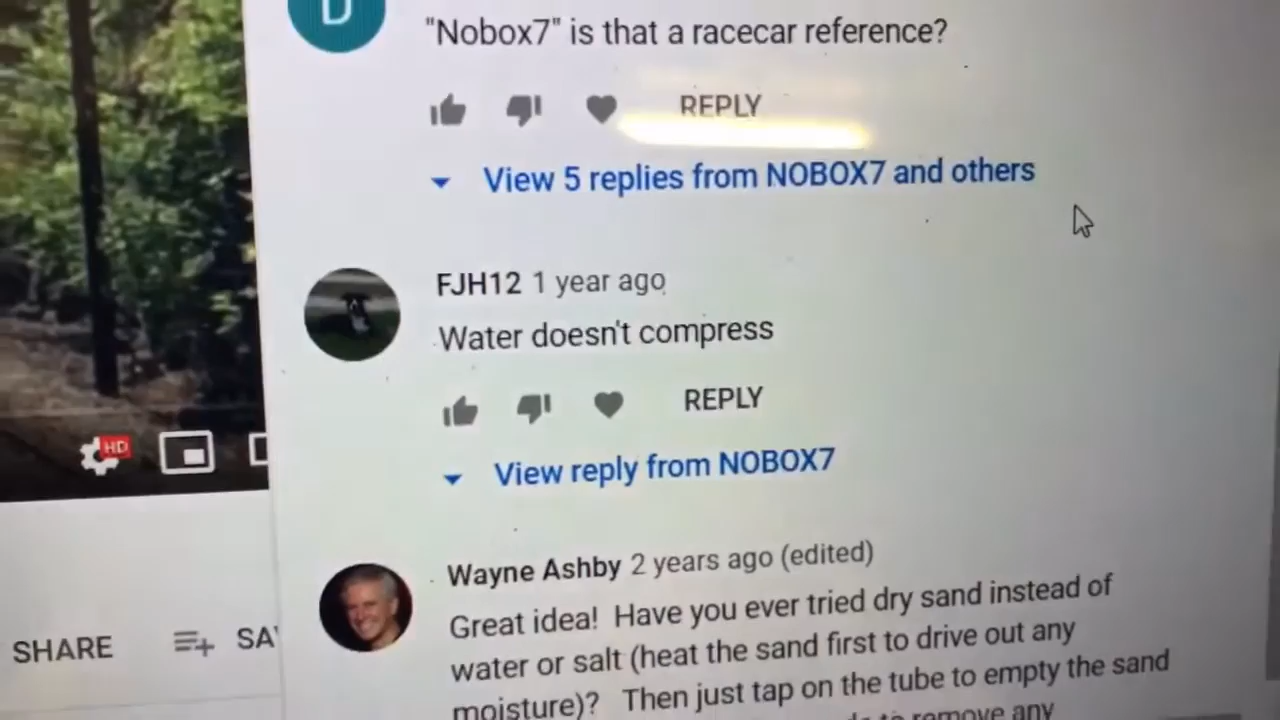 D
"Nobox7" is that a racecar reference?
REPLY
View 5 replies from NOBOX7 and others
FJH12 1 year ago
Water doesn't compress
REPLY
View reply from NOBOX7
HD
Wayne Ashby 2 years ago (edited)
Great idea! Have you ever tried dry sand instead of
water or salt (heat the sand first to drive out any
moisture)? Then just tap on the tube to empty the sand
to remove any
SHARE